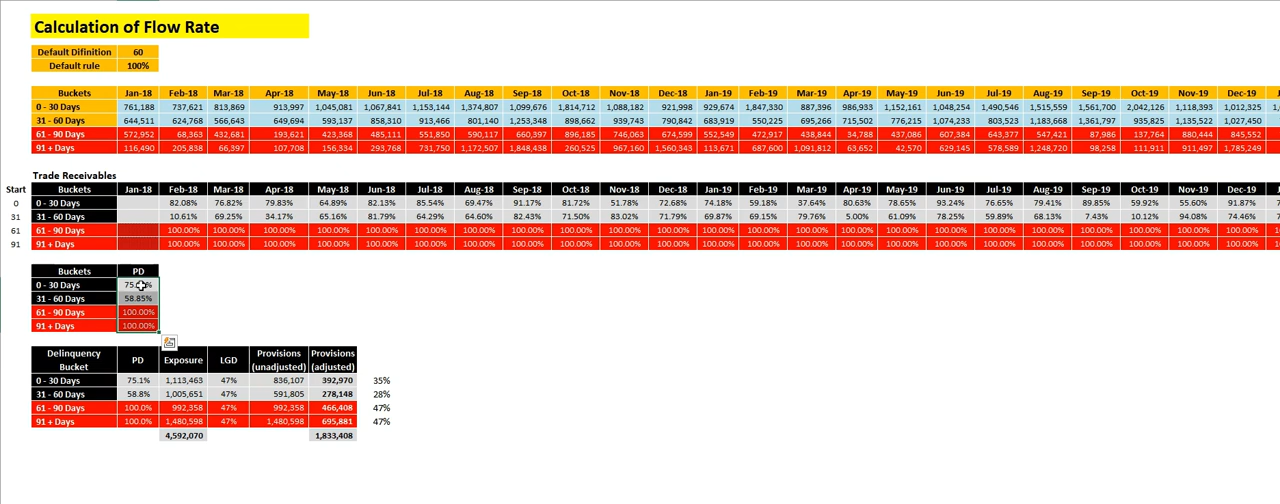 Calculation of Flow Rate
Default Difinition 60
Default rule 100%
Buckets Jan-18 Feb-18 Mar-18 Apr-18 May-18 Jun-18 Jul-18 Aug-18 Sep-18 Oct-18 Nov-18 Dec-18 Jan-19 Feb-19 Mar-19 Apr-19 May-19 Jun-19 Jul-19 Aug-19 Sep-19 Oct-19 Nov-19 Dec-19
0 - 30 Days 761,188 737,621 813,869 913,997 1,045,081 1,067,841 1,153,144 1,374,807 1,099,676 1,814,712 1,088,182 921,998 929,674 1,847,330 887,396 986,933 1,152,161 1,048,254 1,490,546 1,515,559 1,561,700 2,042,126 1,118,393 1,012,325
31 - 60 Days 644,511 624,768 566,643 649,694 593,137 858,310 913,466 801,140 1,253,348 898,662 939,743 790,842 683,919 550,225 695,266 715,502 776,215 1,074,233 803,523 1,183,668 1,361,797 935,825 1,135,522 1,027,450
61 - 90 Days 572,952 68,363 432,681 193,621 423,368 485,111 551,850 590,117 660,397 896,185 746,063 674,599 552,549 472,917 438,844 34,788 437,086 607,384 643,377 547,421 87,986 137,764 880,444 845,552
91 + Days 116,490 205,838 66,397 107,708 156,334 293,768 731,750 1,172,507 1,848,438 260,525 967,160 1,560,343 113,671 687,600 1,091,812 63,652 42,570 629,145 578,589 1,248,720 98,258 111,911 911,497 1,785,249
Trade Receivables
Start Buckets Jan-18 Feb-18 Mar-18 Apr-18 May-18 Jun-18 Jul-18 Aug-18 Sep-18 Oct-18 Nov-18 Dec-18 Jan-19 Feb-19 Mar-19 Apr-19 May-19 Jun-19 Jul-19 Aug-19 Sep-19 Oct-19 Nov-19 Dec-19
0 0 - 30 Days 82.08% 76.82% 79.83% 64.89% 82.13% 85.54% 69.47% 91.17% 81.72% 51.78% 72.68% 74.18% 59.18% 37.64% 80.63% 78.65% 93.24% 76.65% 79.41% 89.85% 59.92% 55.60% 91.87%
31 31 - 60 Days 10.61% 69.25% 34.17% 65.16% 81.79% 64.29% 64.60% 82.43% 71.50% 83.02% 71.79% 69.87% 69.15% 79.76% 5.00% 61.09% 78.25% 59.89% 68.13% 7.43% 10.12% 94.08% 74.46%
61 61 - 90 Days 100.00% 100.00% 100.00% 100.00% 100.00% 100.00% 100.00% 100.00% 100.00% 100.00% 100.00% 100.00% 100.00% 100.00% 100.00% 100.00% 100.00% 100.00% 100.00% 100.00% 100.00% 100.00% 100.00%
91 91 + Days 100.00% 100.00% 100.00% 100.00% 100.00% 100.00% 100.00% 100.00% 100.00% 100.00% 100.00% 100.00% 100.00% 100.00% 100.00% 100.00% 100.00% 100.00% 100.00% 100.00% 100.00% 100.00% 100.00%
Buckets PD
0 - 30 Days
31 - 60 Days 58.85%
61 - 90 Days 100.00%
91 + Days 100.00%
Delinquency Bucket PD Exposure LGD Provisions (unadjusted) Provisions (adjusted)
0 - 30 Days 75.1% 1,113,463 47% 836,107 392,970 35%
31 - 60 Days 58.8% 1,005,651 47% 591,805 278,148 28%
61 - 90 Days 100.0% 992,358 47% 992,358 466,408 47%
91 + Days 100.0% 1,480,598 47% 1,480,598 695,881 47%
4,592,070 1,833,408